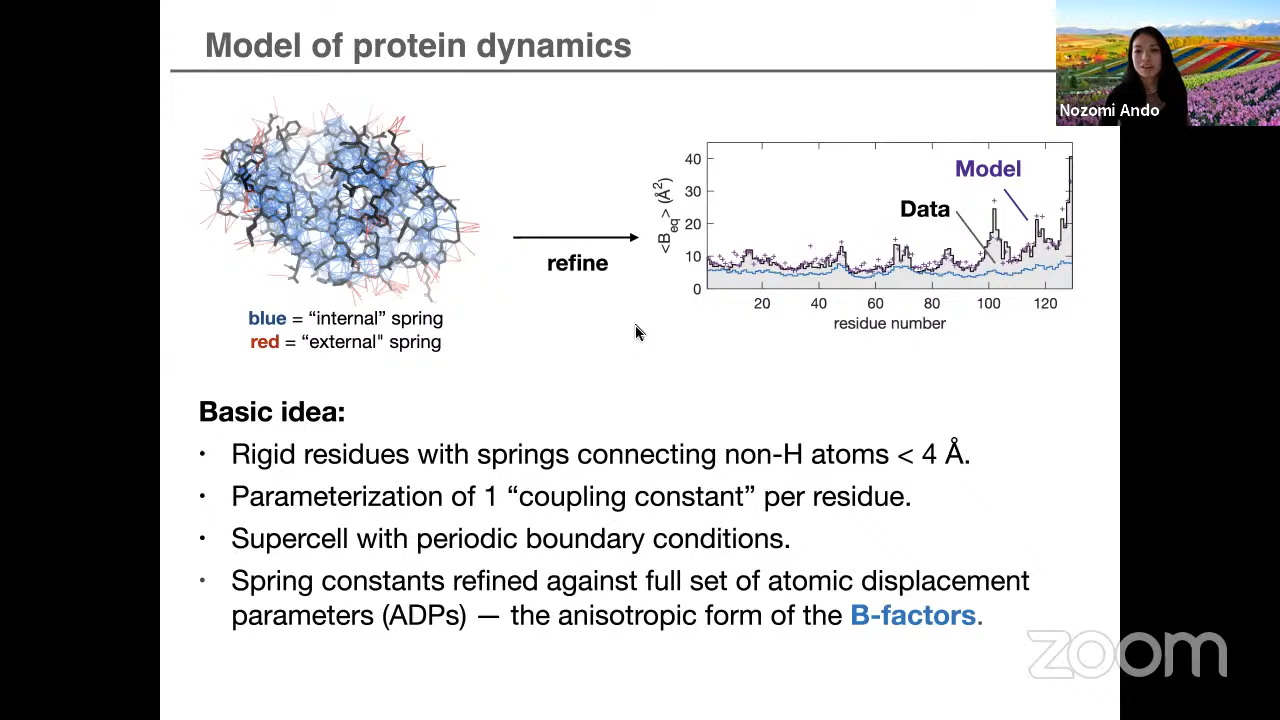 Model of protein dynamics
Nozomi Ando
blue = “internal” spring
red = “external" spring
refine
<B_eq> (Å²)
40
30
20
10
0
Model
Data
20 40 60 80 100 120
residue number
Basic idea:
• Rigid residues with springs connecting non-H atoms < 4 Å.
• Parameterization of 1 “coupling constant” per residue.
• Supercell with periodic boundary conditions.
• Spring constants refined against full set of atomic displacement
parameters (ADPs) — the anisotropic form of the B-factors.
zoom